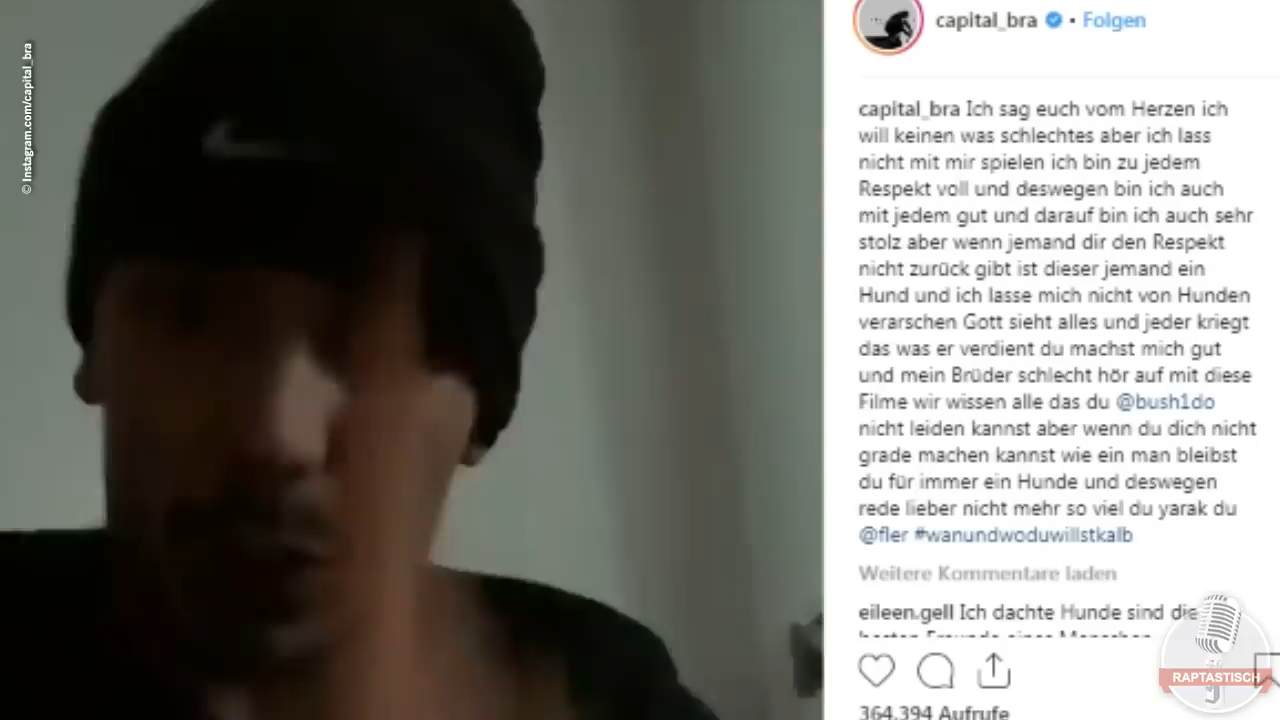 © Instagram.com/capital_bra
capital_bra • Folgen
capital_bra Ich sag euch vom Herzen ich
will keinen was schlechtes aber ich lass
nicht mit mir spielen ich bin zu jedem
Respekt voll und deswegen bin ich auch
mit jedem gut und darauf bin ich auch sehr
stolz aber wenn jemand dir den Respekt
nicht zurück gibt ist dieser jemand ein
Hund und ich lasse mich nicht von Hunden
verarschen Gott sieht alles und jeder kriegt
das was er verdient du machst mich gut
und mein Brüder schlecht hör auf mit diese
Filme wir wissen alle das du @bush1do
nicht leiden kannst aber wenn du dich nicht
grade machen kannst wie ein man bleibst
du für immer ein Hunde und deswegen
rede lieber nicht mehr so viel du yarak du
@fler #wanundwoduwillstkalb
Weitere Kommentare laden
eileen.gell Ich dachte Hunde sind die
RAPTASTISCH
364.394 Aufrufe